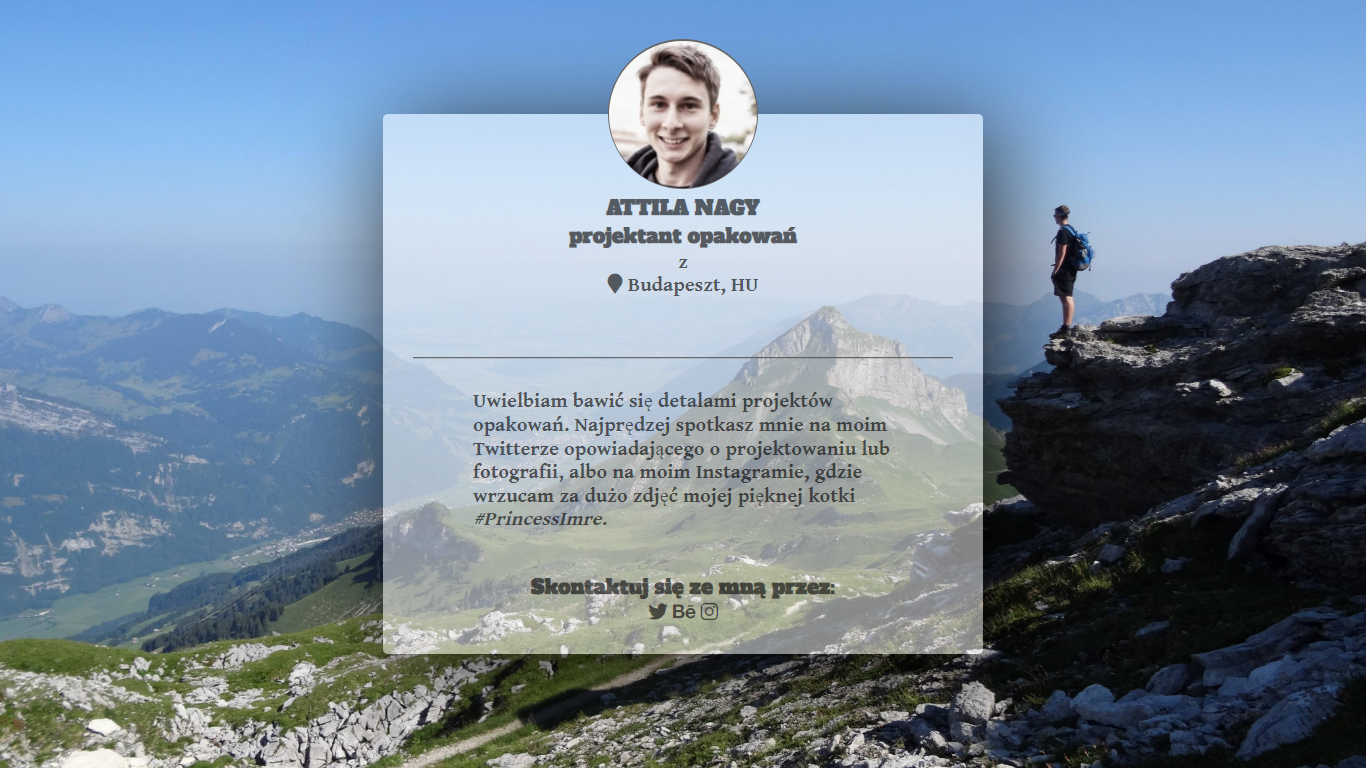 ATTILA NAGY
projektant opakowań
z
Budapeszt, HU
Uwielbiam bawić się detalami projektów
opakowań. Najprędzej spotkasz mnie na moim
Twitterze opowiadającego o projektowaniu lub
fotografii, albo na moim Instagramie, gdzie
wrzucam za dużo zdjęć mojej pięknej kotki
#PrincessImre.
Skontaktuj się ze mną przez:
Bē